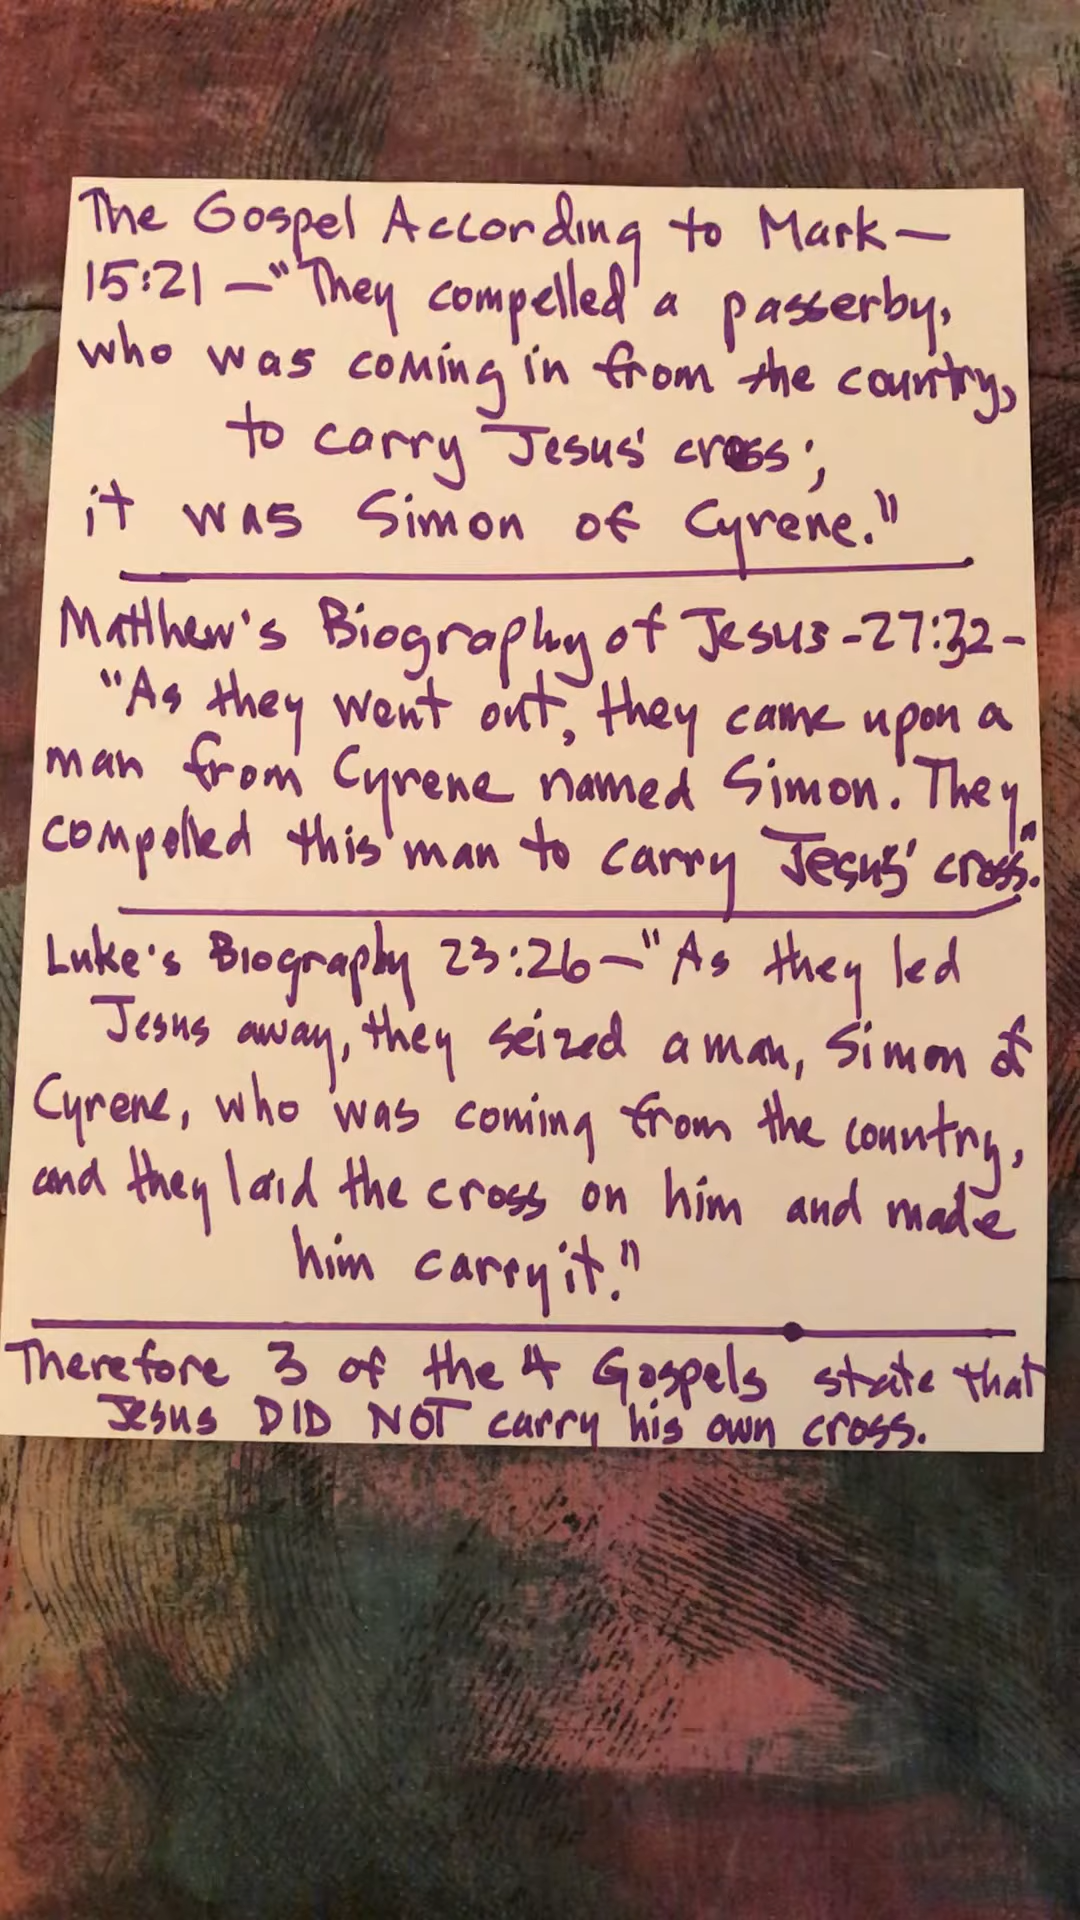 The Gospel According to Mark—
15:21 —"They compelled a passerby,
who was coming in from the country,
to carry Jesus' cross;
it was Simon of Cyrene."
Matthew's Biography of Jesus -27:32-
"As they went out, they came upon a
man from Cyrene named Simon. They
compelled this man to carry Jesus' cross."
Luke's Biography 23:26—"As they led
Jesus away, they seized a man, Simon of
Cyrene, who was coming from the country,
and they laid the cross on him and made
him carry it."
Therefore 3 of the 4 Gospels state that
Jesus DID NOT carry his own cross.